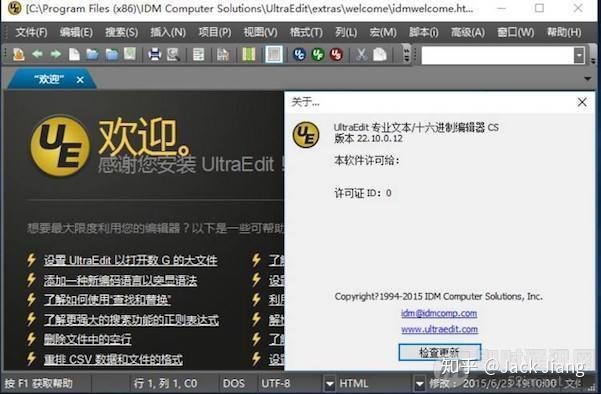 [C:\Program Files (x86)\IDM Computer Solutions\UltraEdit\extras\welcome\idmwelcome.ht...
文件(F) 编辑(E) 搜索(S) 插入(N) 项目(P) 视图(V) 格式(T) 列(L) 宏(M) 脚本(i) 高级(A) 窗口(W) 帮助(H)
“欢迎”
UE
欢迎。
感谢您安装 UltraEdit！
想要最大限度利用您的编辑器？以下是一些可帮助
设置 UltraEdit 以打开数 G 的大文件
添加一种新编码语言以突显语法
了解如何使用“查找和替换”
了解更强大的搜索功能的正则表达式
删除文件中的空行
重排 CSV 数据和文件的格式
关于...
UE
UltraEdit 专业文本/十六进制编辑器 CS
版本 22.10.0.12
本软件许可给：
许可证 ID：0
Copyright?1994-2015 IDM Computer Solutions, Inc.
idm@idmcomp.com
www.ultraedit.com
检查更新
知乎 @Jack Jiang
按 F1 获取帮助 行 1, 列 1, C0 DOS UTF-8 HTML 修改： 2015/6/23 19:10:00 文件